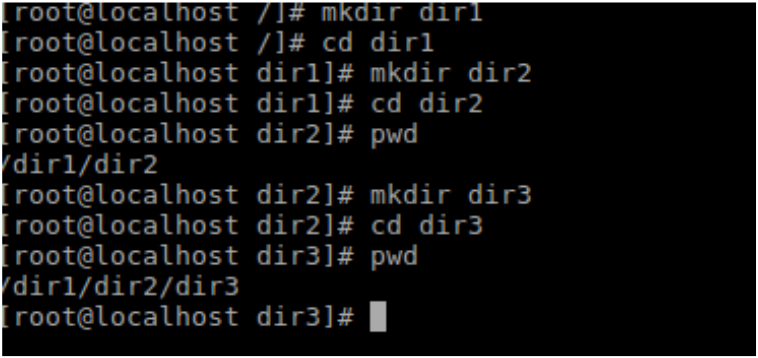 [root@localhost /]# mkdir dir1
[root@localhost /]# cd dir1
[root@localhost dir1]# mkdir dir2
[root@localhost dir1]# cd dir2
[root@localhost dir2]# pwd
/dir1/dir2
[root@localhost dir2]# mkdir dir3
[root@localhost dir2]# cd dir3
[root@localhost dir3]# pwd
/dir1/dir2/dir3
[root@localhost dir3]#